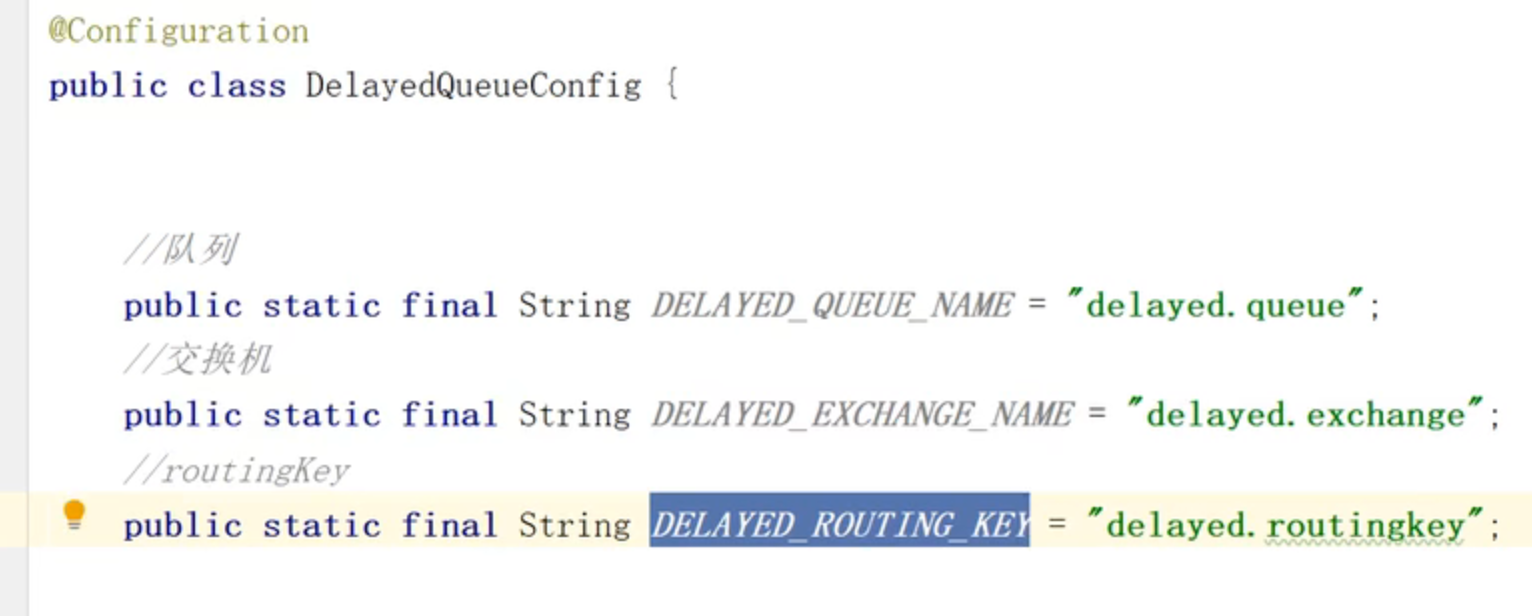 @Configuration
public class DelayedQueueConfig {
//队列
public static final String DELAYED_QUEUE_NAME = "delayed.queue";
//交换机
public static final String DELAYED_EXCHANGE_NAME = "delayed.exchange";
//routingKey
public static final String DELAYED_ROUTING_KEY = "delayed.routingkey";